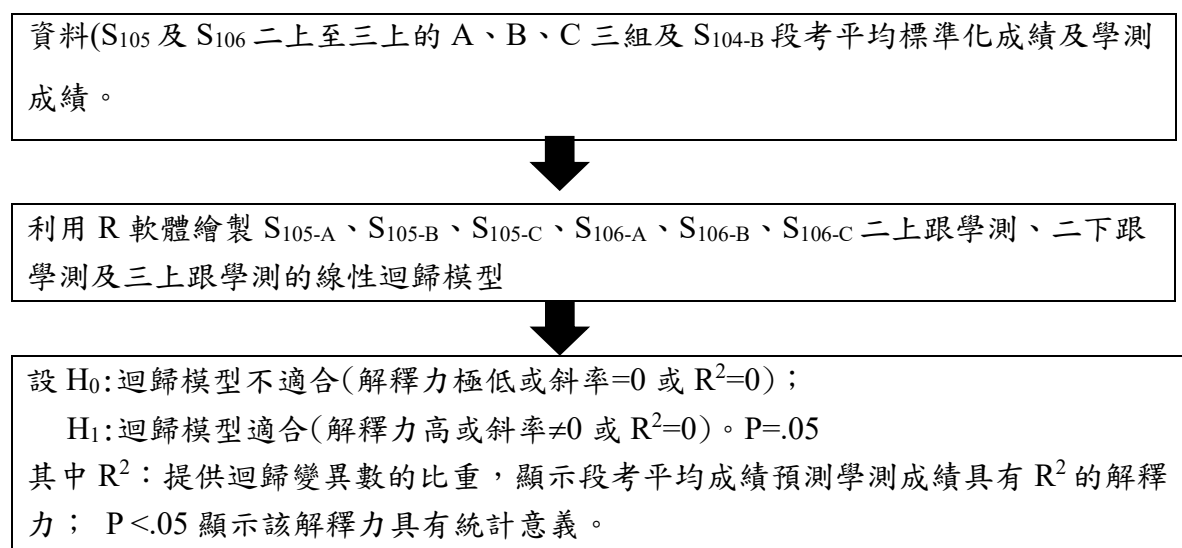 資料(S105 及 S106 二上至三上的 A、B、C 三組及 S104-B 段考平均標準化成績及學測
成績。
利用 R 軟體繪製 S105-A、S105-B、S105-C、S106-A、S106-B、S106-C 二上跟學測、二下跟
學測及三上跟學測的線性迴歸模型
設 H0:迴歸模型不適合(解釋力極低或斜率=0 或 R²=0)；
H1:迴歸模型適合(解釋力高或斜率≠0 或 R²=0)。P=.05
其中 R²：提供迴歸變異數的比重，顯示段考平均成績預測學測成績具有 R² 的解釋
力； P <.05 顯示該解釋力具有統計意義。